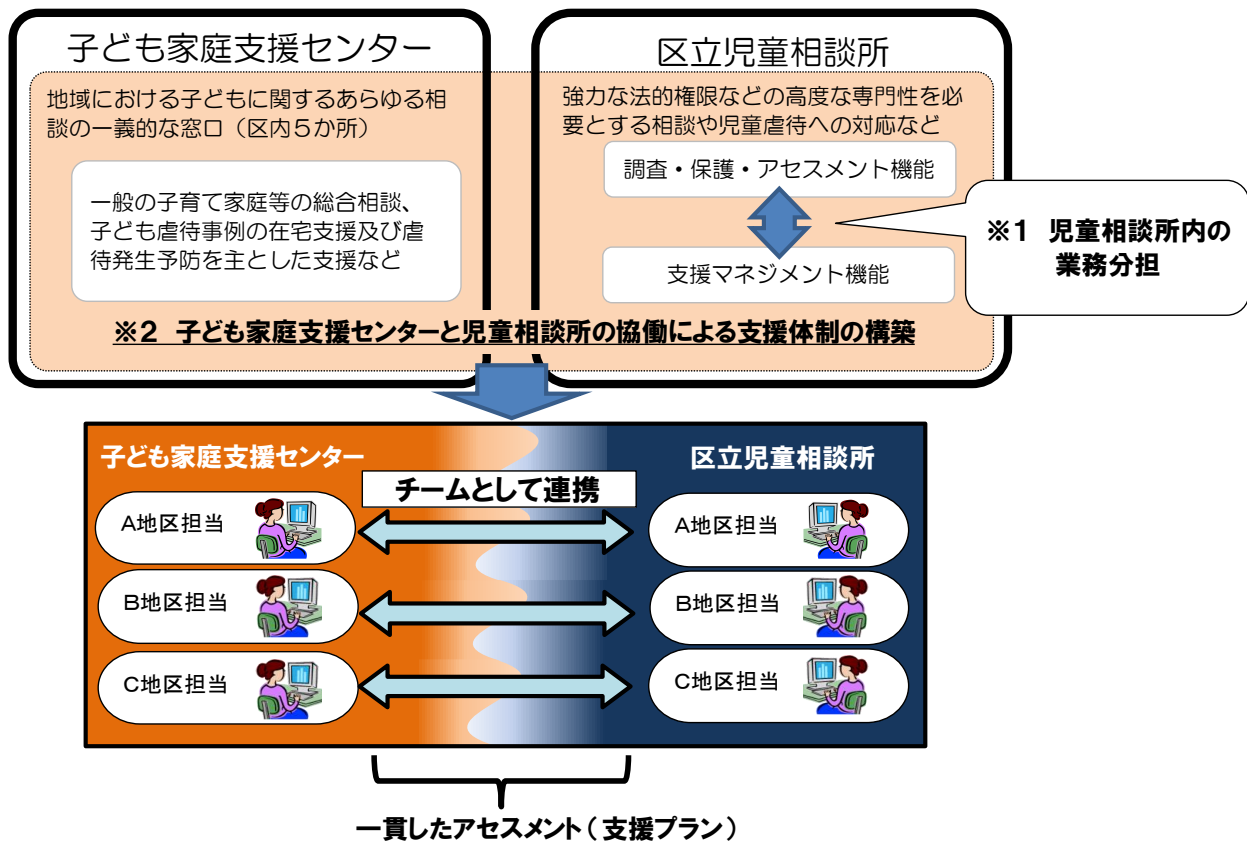 子ども家庭支援センター
地域における子どもに関するあらゆる相
談の一義的な窓口（区内５か所）
一般の子育て家庭等の総合相談、
子ども虐待事例の在宅支援及び虐
待発生予防を主とした支援など
区立児童相談所
強力な法的権限などの高度な専門性を必
要とする相談や児童虐待への対応など
調査・保護・アセスメント機能
支援マネジメント機能
※１　児童相談所内の
業務分担
※２　子ども家庭支援センターと児童相談所の協働による支援体制の構築
子ども家庭支援センター
区立児童相談所
チームとして連携
A地区担当
A地区担当
B地区担当
B地区担当
C地区担当
C地区担当
一貫したアセスメント（支援プラン）